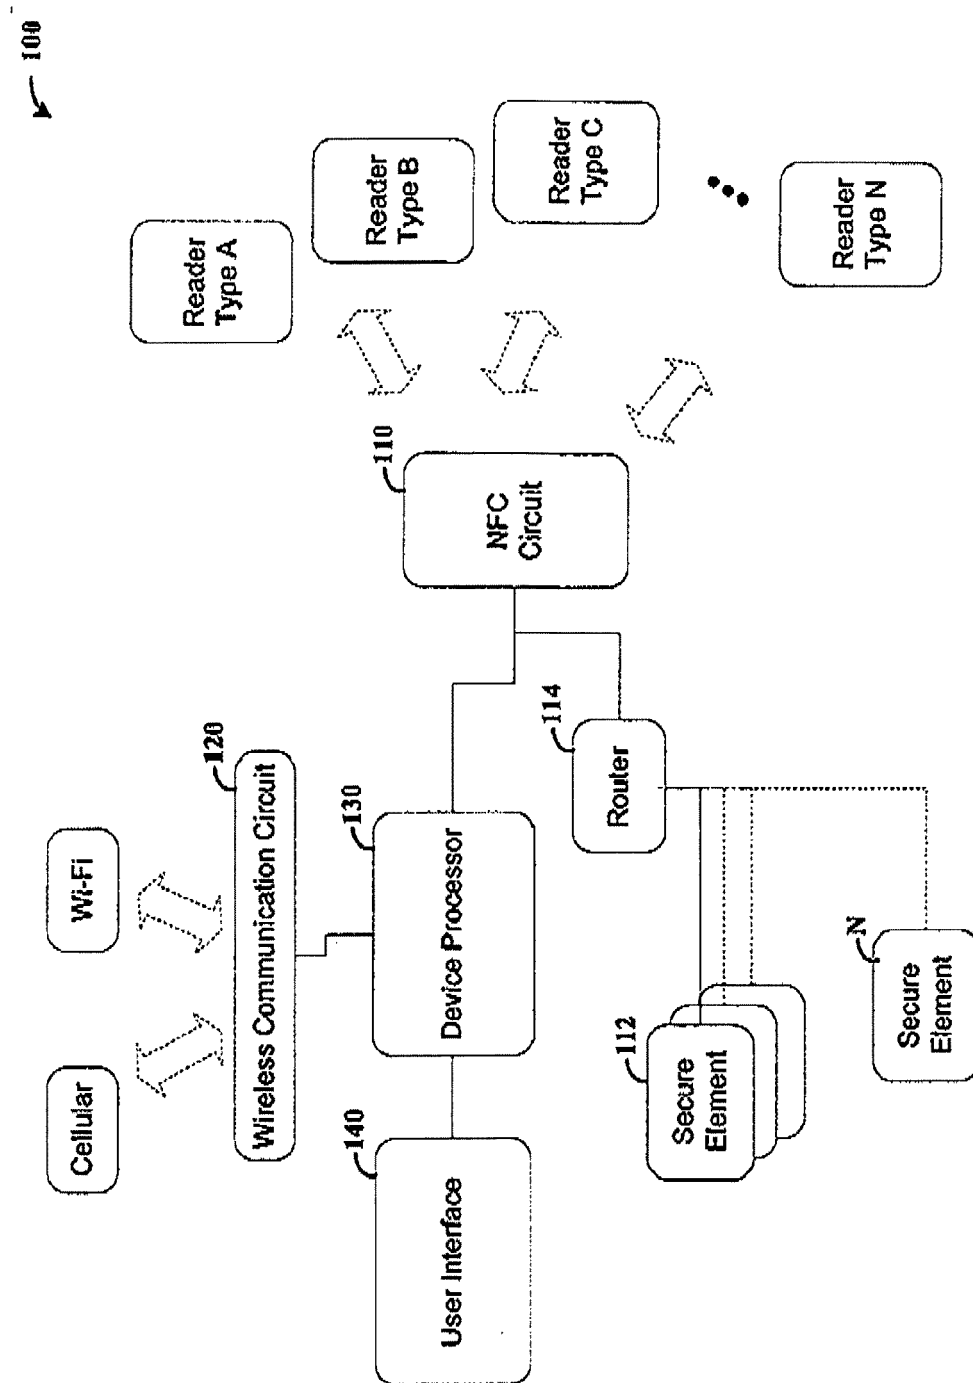 100
Cellular
Wi-Fi
120
Wireless Communication Circuit
140
User Interface
130
Device Processor
110
NFC
Circuit
Reader
Type A
Reader
Type B
Reader
Type C
Reader
Type N
114
Router
112
Secure
Element
N
Secure
Element